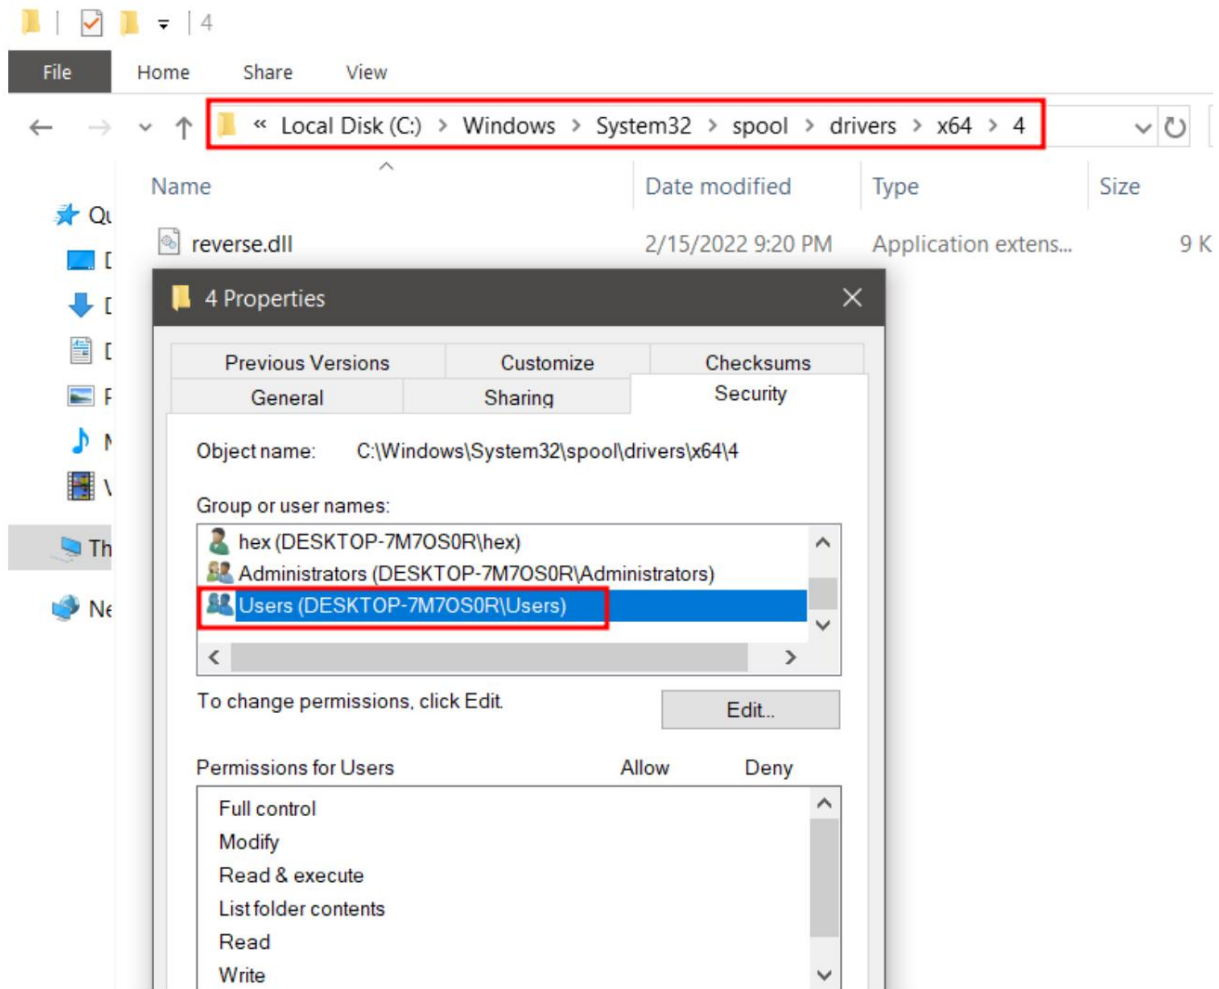 4
File Home Share View
« Local Disk (C:) > Windows > System32 > spool > drivers > x64 > 4
Name Date modified Type Size
reverse.dll 2/15/2022 9:20 PM Application extens... 9 K
4 Properties
Previous Versions Customize Checksums
General Sharing Security
Object name: C:\Windows\System32\spool\drivers\x64\4
Group or user names:
hex (DESKTOP-7M7OS0R\hex)
Administrators (DESKTOP-7M7OS0R\Administrators)
Users (DESKTOP-7M7OS0R\Users)
To change permissions, click Edit.
Edit...
Permissions for Users Allow Deny
Full control
Modify
Read & execute
List folder contents
Read
Write